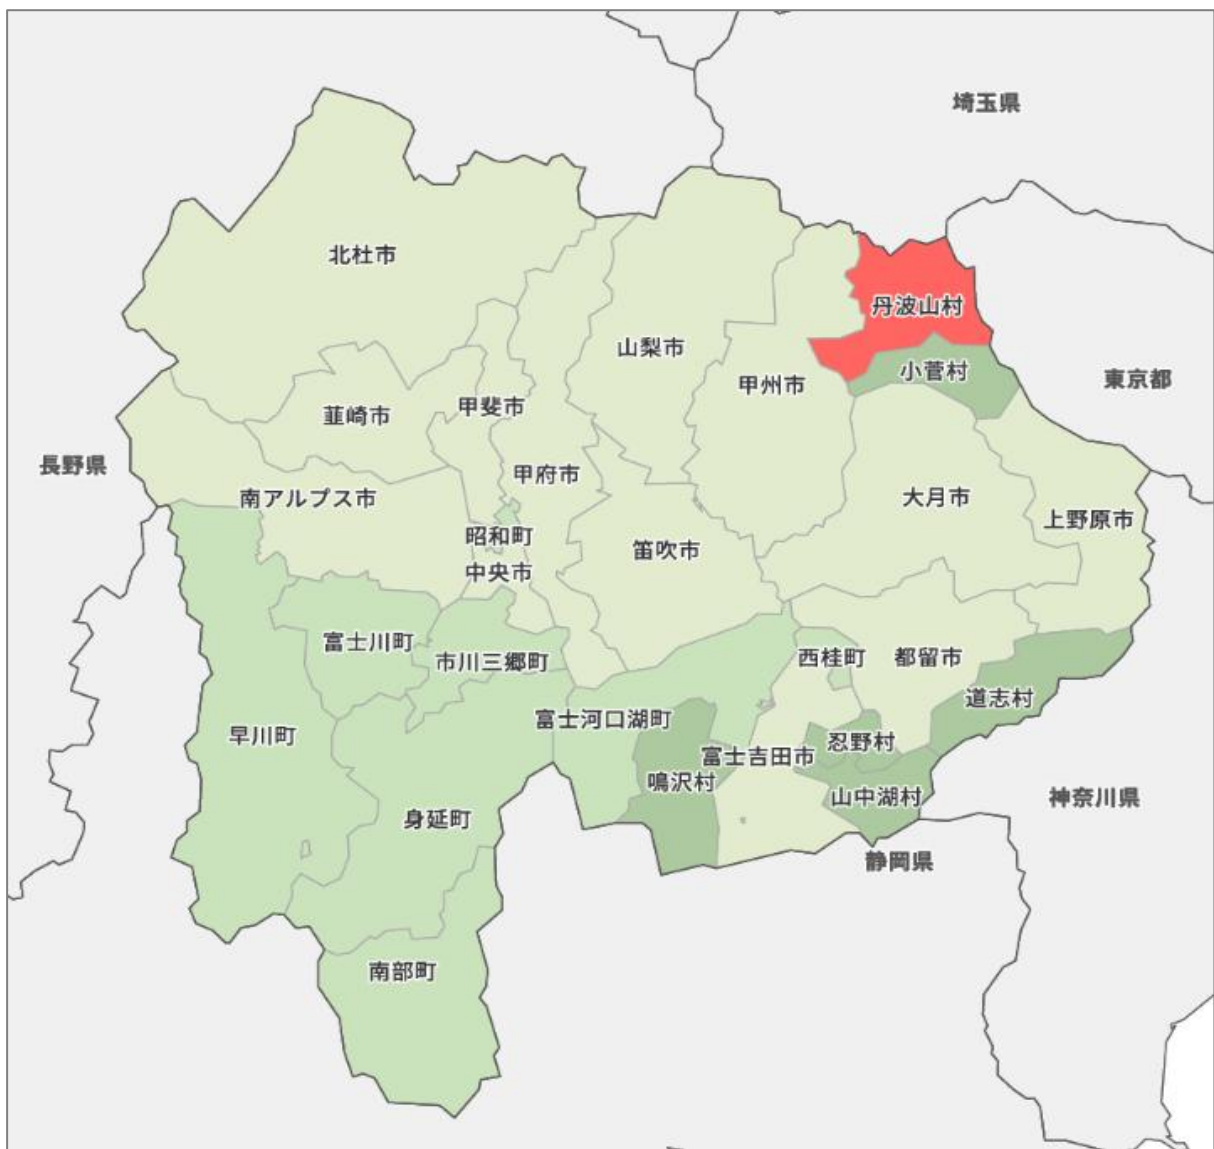 埼玉県
北杜市
丹波山村
山梨市
小菅村
東京都
甲州市
甲斐市
韮崎市
長野県
甲府市
南アルプス市
大月市
上野原市
昭和町
笛吹市
中央市
富士川町
市川三郷町
西桂町
都留市
道志村
早川町
富士河口湖町
忍野村
富士吉田市
鳴沢村
山中湖村
神奈川県
身延町
静岡県
南部町